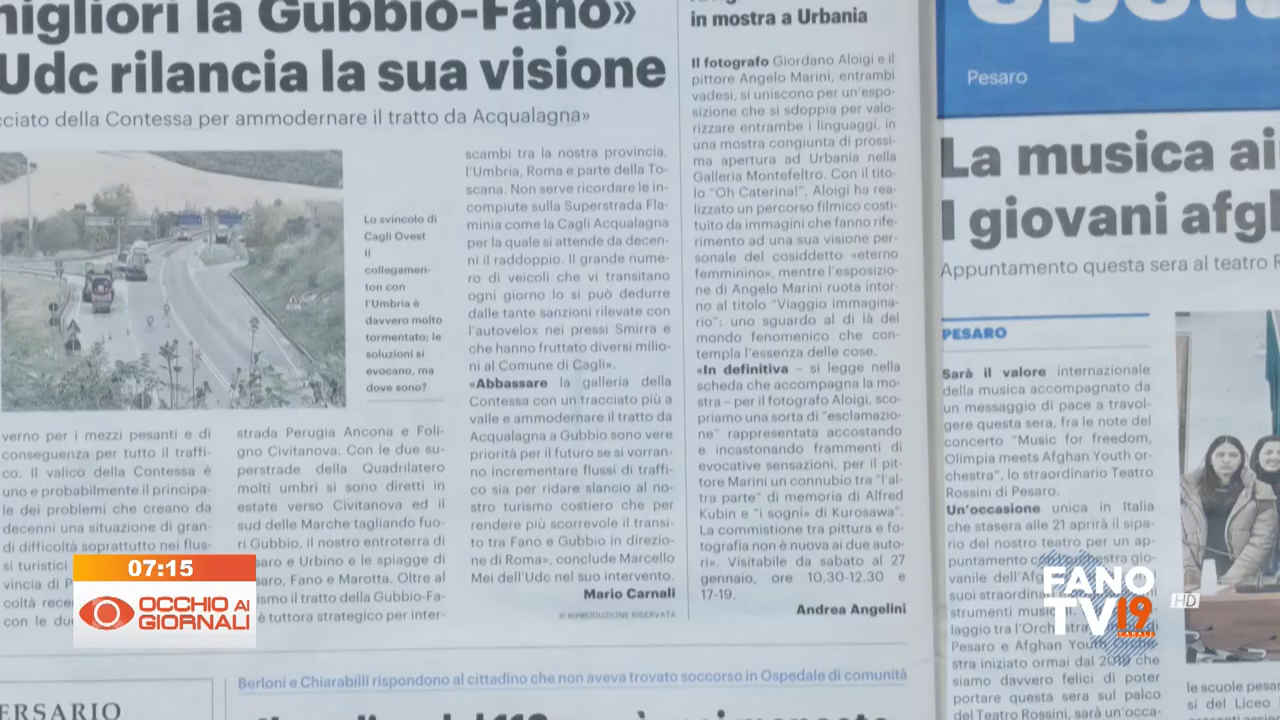 migliori la Gubbio-Fano»
Udc rilancia la sua visione
della Contessa per ammodernare il tratto da Acqualagna»
Lo svincolo di
Cagli Ovest
Il
collegamen-
ton con
l'Umbria è
davvero molto
tormentato; le
soluzioni si
evocano, ma
dove sono?
verno per i mezzi pesanti e di
conseguenza per tutto il traffi-
co. Il valico della Contessa è
uno e probabilmente il principa-
le dei problemi che creano da
decenni una situazione di gran-
di difficoltà soprattutto nei flus-
si turistici
vincia di
coltà
con le
strada Perugia Ancona e Foli-
gno Civitanova. Con le due su-
perstrade della Quadrilatero
molti umbri si sono diretti in
estate verso Civitanova ed il
sud delle Marche tagliando fuo-
ri Gubbio, il nostro entroterra di
e Urbino e le spiagge di
Fano e Marotta. Oltre al
il tratto della Gubbio-Fa-
è tuttora strategico per inter-
scambi tra la nostra provincia,
l'Umbria, Roma e parte della To-
scana. Non serve ricordare le in-
compiute sulla Superstrada Fla-
minia come la Cagli Acqualagna
per la quale si attende da decen-
ni il raddoppio. Il grande nume-
ro di veicoli che vi transitano
ogni giorno lo si può dedurre
dalle tante sanzioni rilevate con
l'autovelox nei pressi Smirra e
che hanno fruttato diversi milio-
ni al Comune di Cagli».
«Abbassare la galleria della
Contessa con un tracciato più a
valle e ammodernare il tratto da
Acqualagna a Gubbio sono vere
priorità per il futuro se si vorran-
no incrementare flussi di traffi-
co sia per ridare slancio al no-
stro turismo costiero che per
rendere più scorrevole il transi-
to tra Fano e Gubbio in direzio-
ne di Roma», conclude Marcello
Mei dell'Udc nel suo intervento.
Mario Carnali
© RIPRODUZIONE RISERVATA
in mostra a Urbania
Il fotografo Giordano Aloigi e il
pittore Angelo Marini, entrambi
vadesi, si uniscono per un'espo-
sizione che si sdoppia per valo-
rizzare entrambe i linguaggi, in
una mostra congiunta di prossi-
ma apertura ad Urbania nella
Galleria Montefeltro. Con il tito-
lo "Oh Caterina!", Aloigi ha rea-
lizzato un percorso filmico costi-
tuito da immagini che fanno rife-
rimento ad una sua visione per-
sonale del cosiddetto «eterno
femminino», mentre l'esposizio-
ne di Angelo Marini ruota intor-
no al titolo "Viaggio immagina-
rio": uno sguardo al di là del
mondo fenomenico che con-
templa l'essenza delle cose.
«In definitiva – si legge nella
scheda che accompagna la mo-
stra – per il fotografo Aloigi, sco-
priamo una sorta di "esclamazio-
ne" rappresentata accostando
e incastonando frammenti di
evocative sensazioni, per il pit-
tore Marini un connubio tra "l'al-
tra parte" di memoria di Alfred
Kubin e "i sogni» di Kurosawa".
La commistione tra pittura e fo-
tografia non è nuova ai due auto-
ri». Visitabile da sabato al 27
gennaio, ore 10.30-12.30 e
17-19.
Andrea Angelini
Berloni e Chiarabilli rispondono al cittadino che non aveva trovato soccorso in Ospedale di comunità
Pesaro
La musica
I giovani
Appuntamento questa sera al teatro
PESARO
Sarà il valore internazionale
della musica accompagnato da
un messaggio di pace a travol-
gere questa sera, fra le note del
concerto "Music for freedom,
Olimpia meets Afghan Youth or-
chestra", lo straordinario Teatro
Rossini di Pesaro.
Un'occasione unica in Italia
che stasera alle 21 aprirà il sipa-
rio del nostro teatro per un ap-
puntamento
vanile
suoi
strumenti
laggio tra
Pesaro e Afghan
stra iniziato ormai dal 2019 che
siamo davvero felici di poter
portare questa sera sul palco
del Teatro Rossini, sarà un'occa-
le scuole
si del Liceo
07:15
OCCHIO AI
GIORNALI
FANO
TV19
CANALE
HD